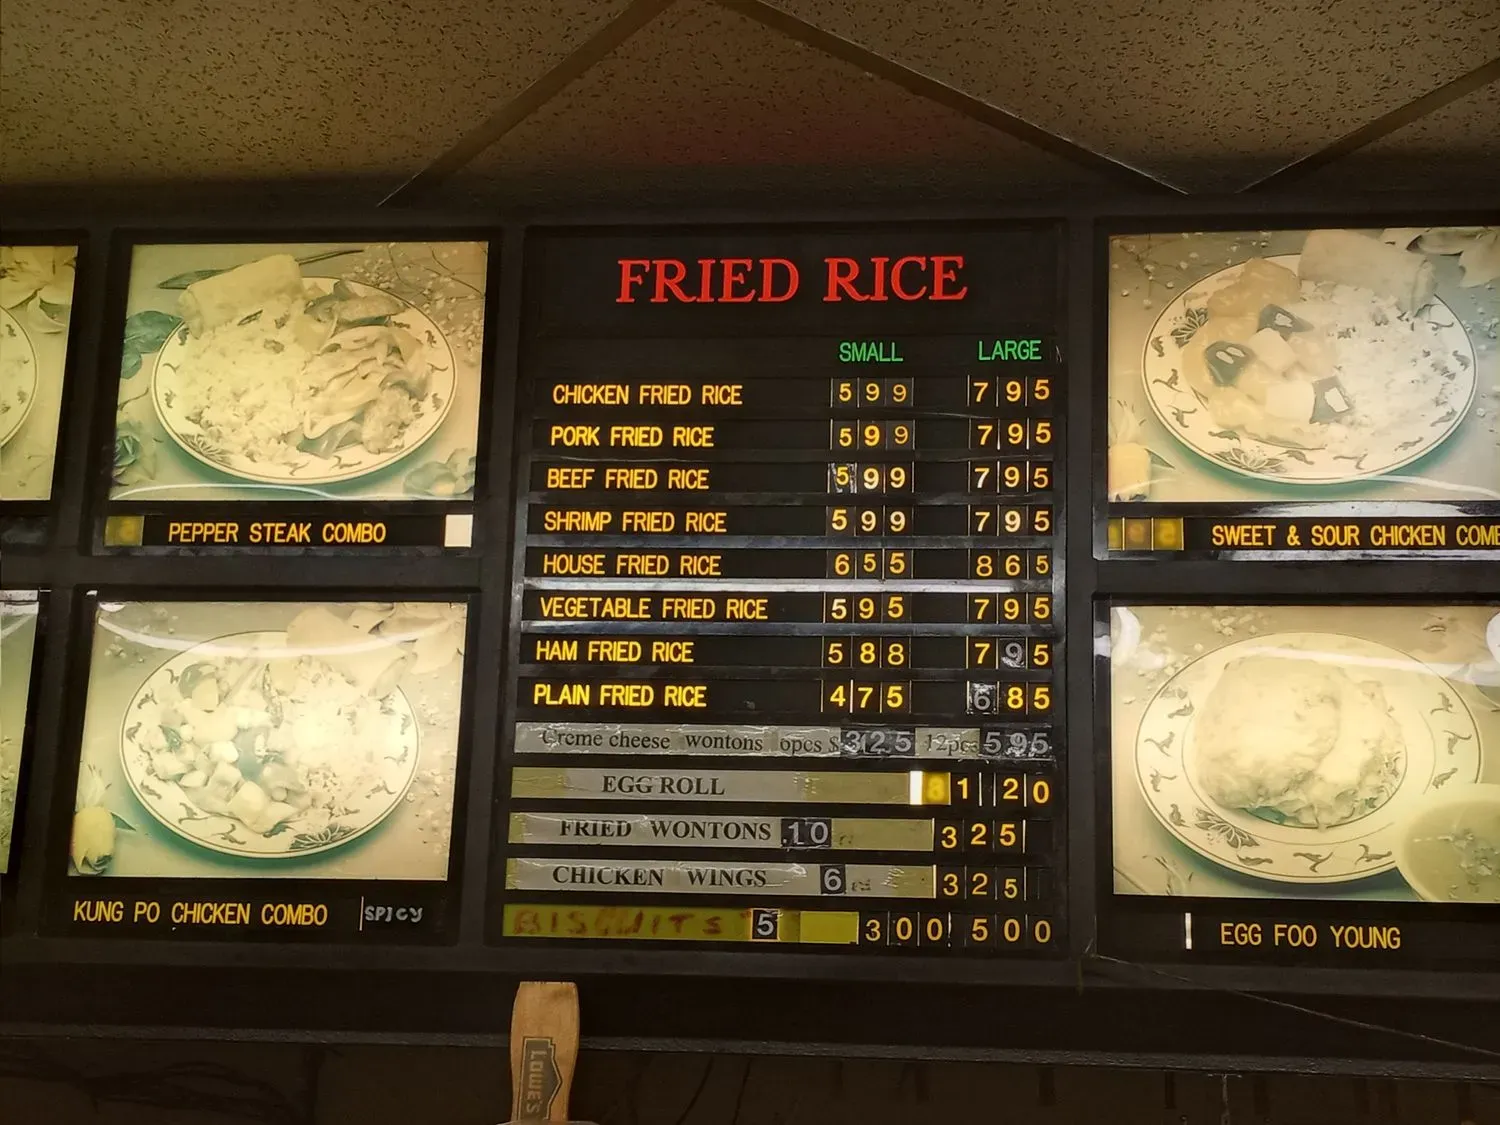 FRIED RICE
SMALL LARGE
CHICKEN FRIED RICE 599 795
PORK FRIED RICE 599 795
BEEF FRIED RICE 599 795
SHRIMP FRIED RICE 599 795
HOUSE FRIED RICE 655 865
VEGETABLE FRIED RICE 595 795
HAM FRIED RICE 588 795
PLAIN FRIED RICE 475 685
Creme cheese wontons 6pcs $325 12pcs 595
EGG ROLL 1 20
FRIED WONTONS 10 325
CHICKEN WINGS 6 325
BISCUITS 5 300 500
PEPPER STEAK COMBO
KUNG PO CHICKEN COMBO SPICY
SWEET & SOUR CHICKEN
EGG FOO YOUNG
LOWE'S